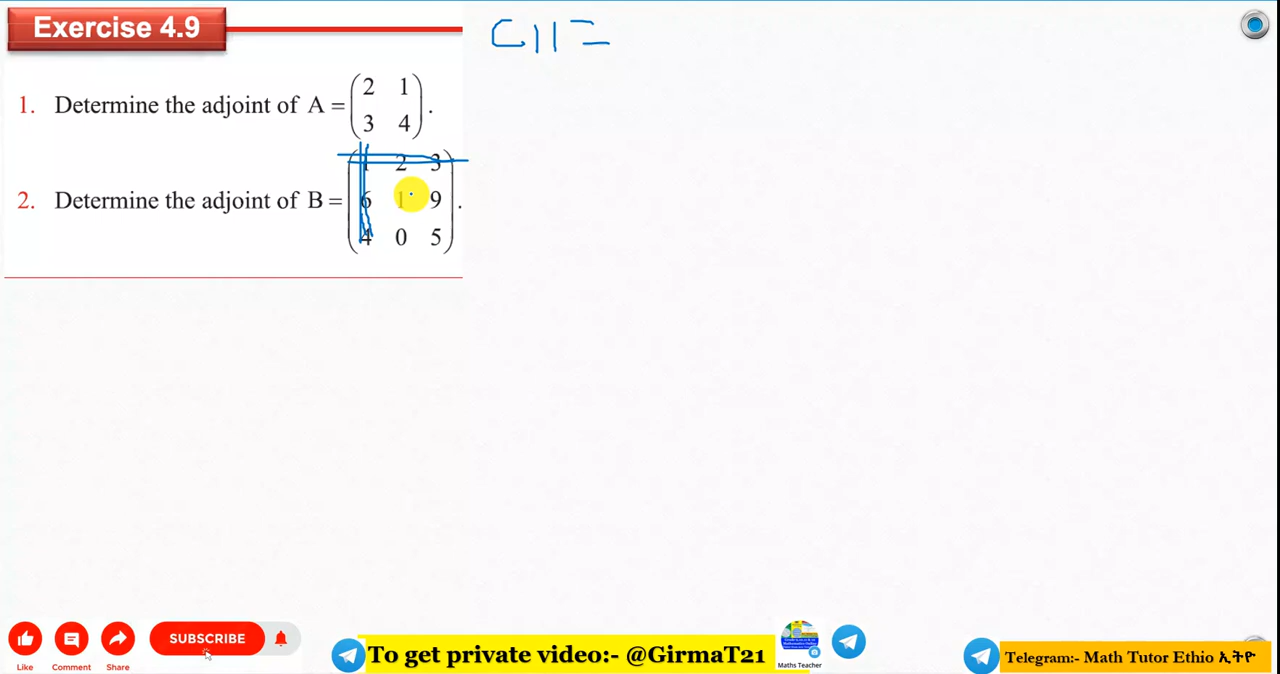 Exercise 4.9
C11 =
1. Determine the adjoint of A = (2 1
3 4).
2. Determine the adjoint of B = (1 2 3
6 1 9
4 0 5).
Like
Comment
Share
SUBSCRIBE
To get private video:- @GirmaT21
Maths Teacher
Telegram:- Math Tutor Ethio ኢትዮ